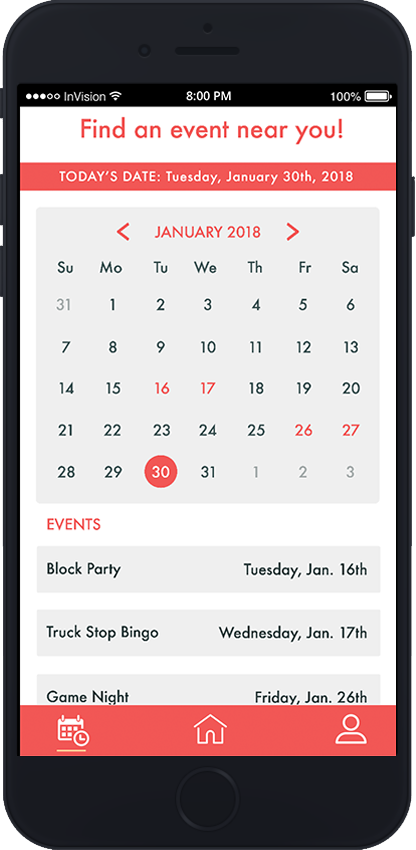 InVision 8:00 PM 100%
Find an event near you!
TODAY'S DATE: Tuesday, January 30th, 2018
< JANUARY 2018 >
Su Mo Tu We Th Fr Sa
31 1 2 3 4 5 6
7 8 9 10 11 12 13
14 15 16 17 18 19 20
21 22 23 24 25 26 27
28 29 30 31 1 2 3
EVENTS
Block Party Tuesday, Jan. 16th
Truck Stop Bingo Wednesday, Jan. 17th
Game Night Friday, Jan. 26th